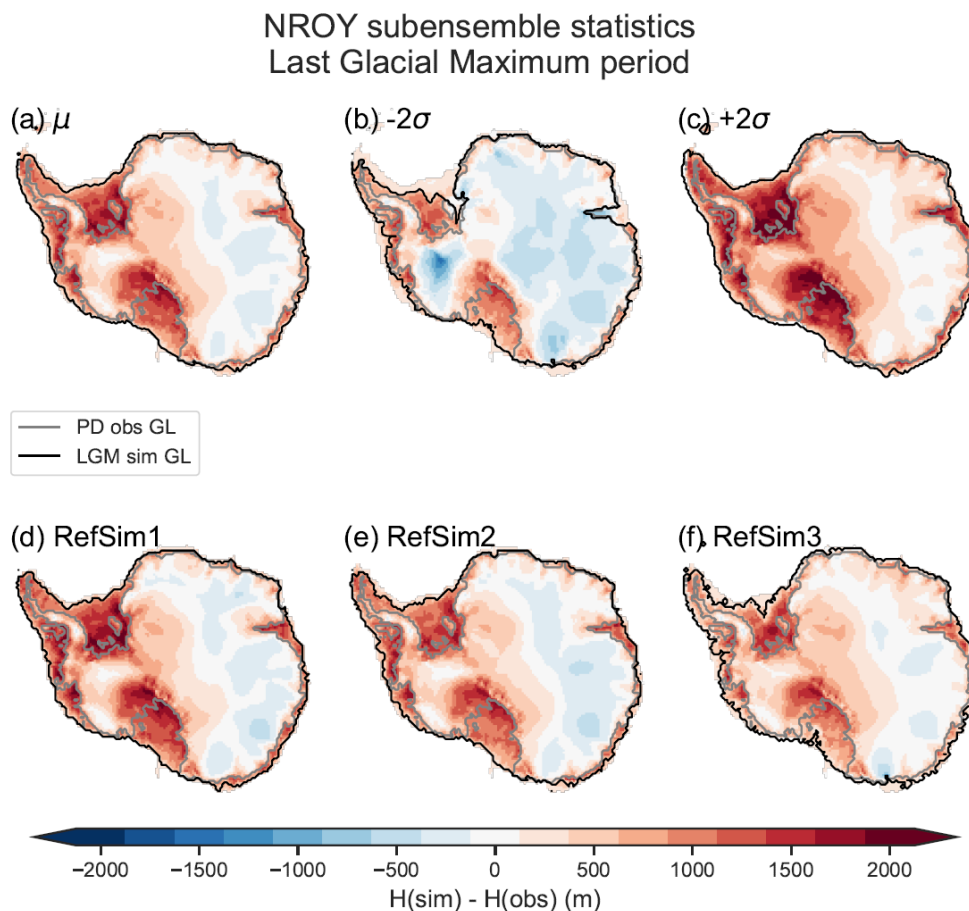 NROY subensemble statistics
Last Glacial Maximum period
(a) μ
(b) -2σ
(c) +2σ
PD obs GL
LGM sim GL
(d) RefSim1
(e) RefSim2
(f) RefSim3
−2000 −1500 −1000 −500 0 500 1000 1500 2000
H(sim) - H(obs) (m)